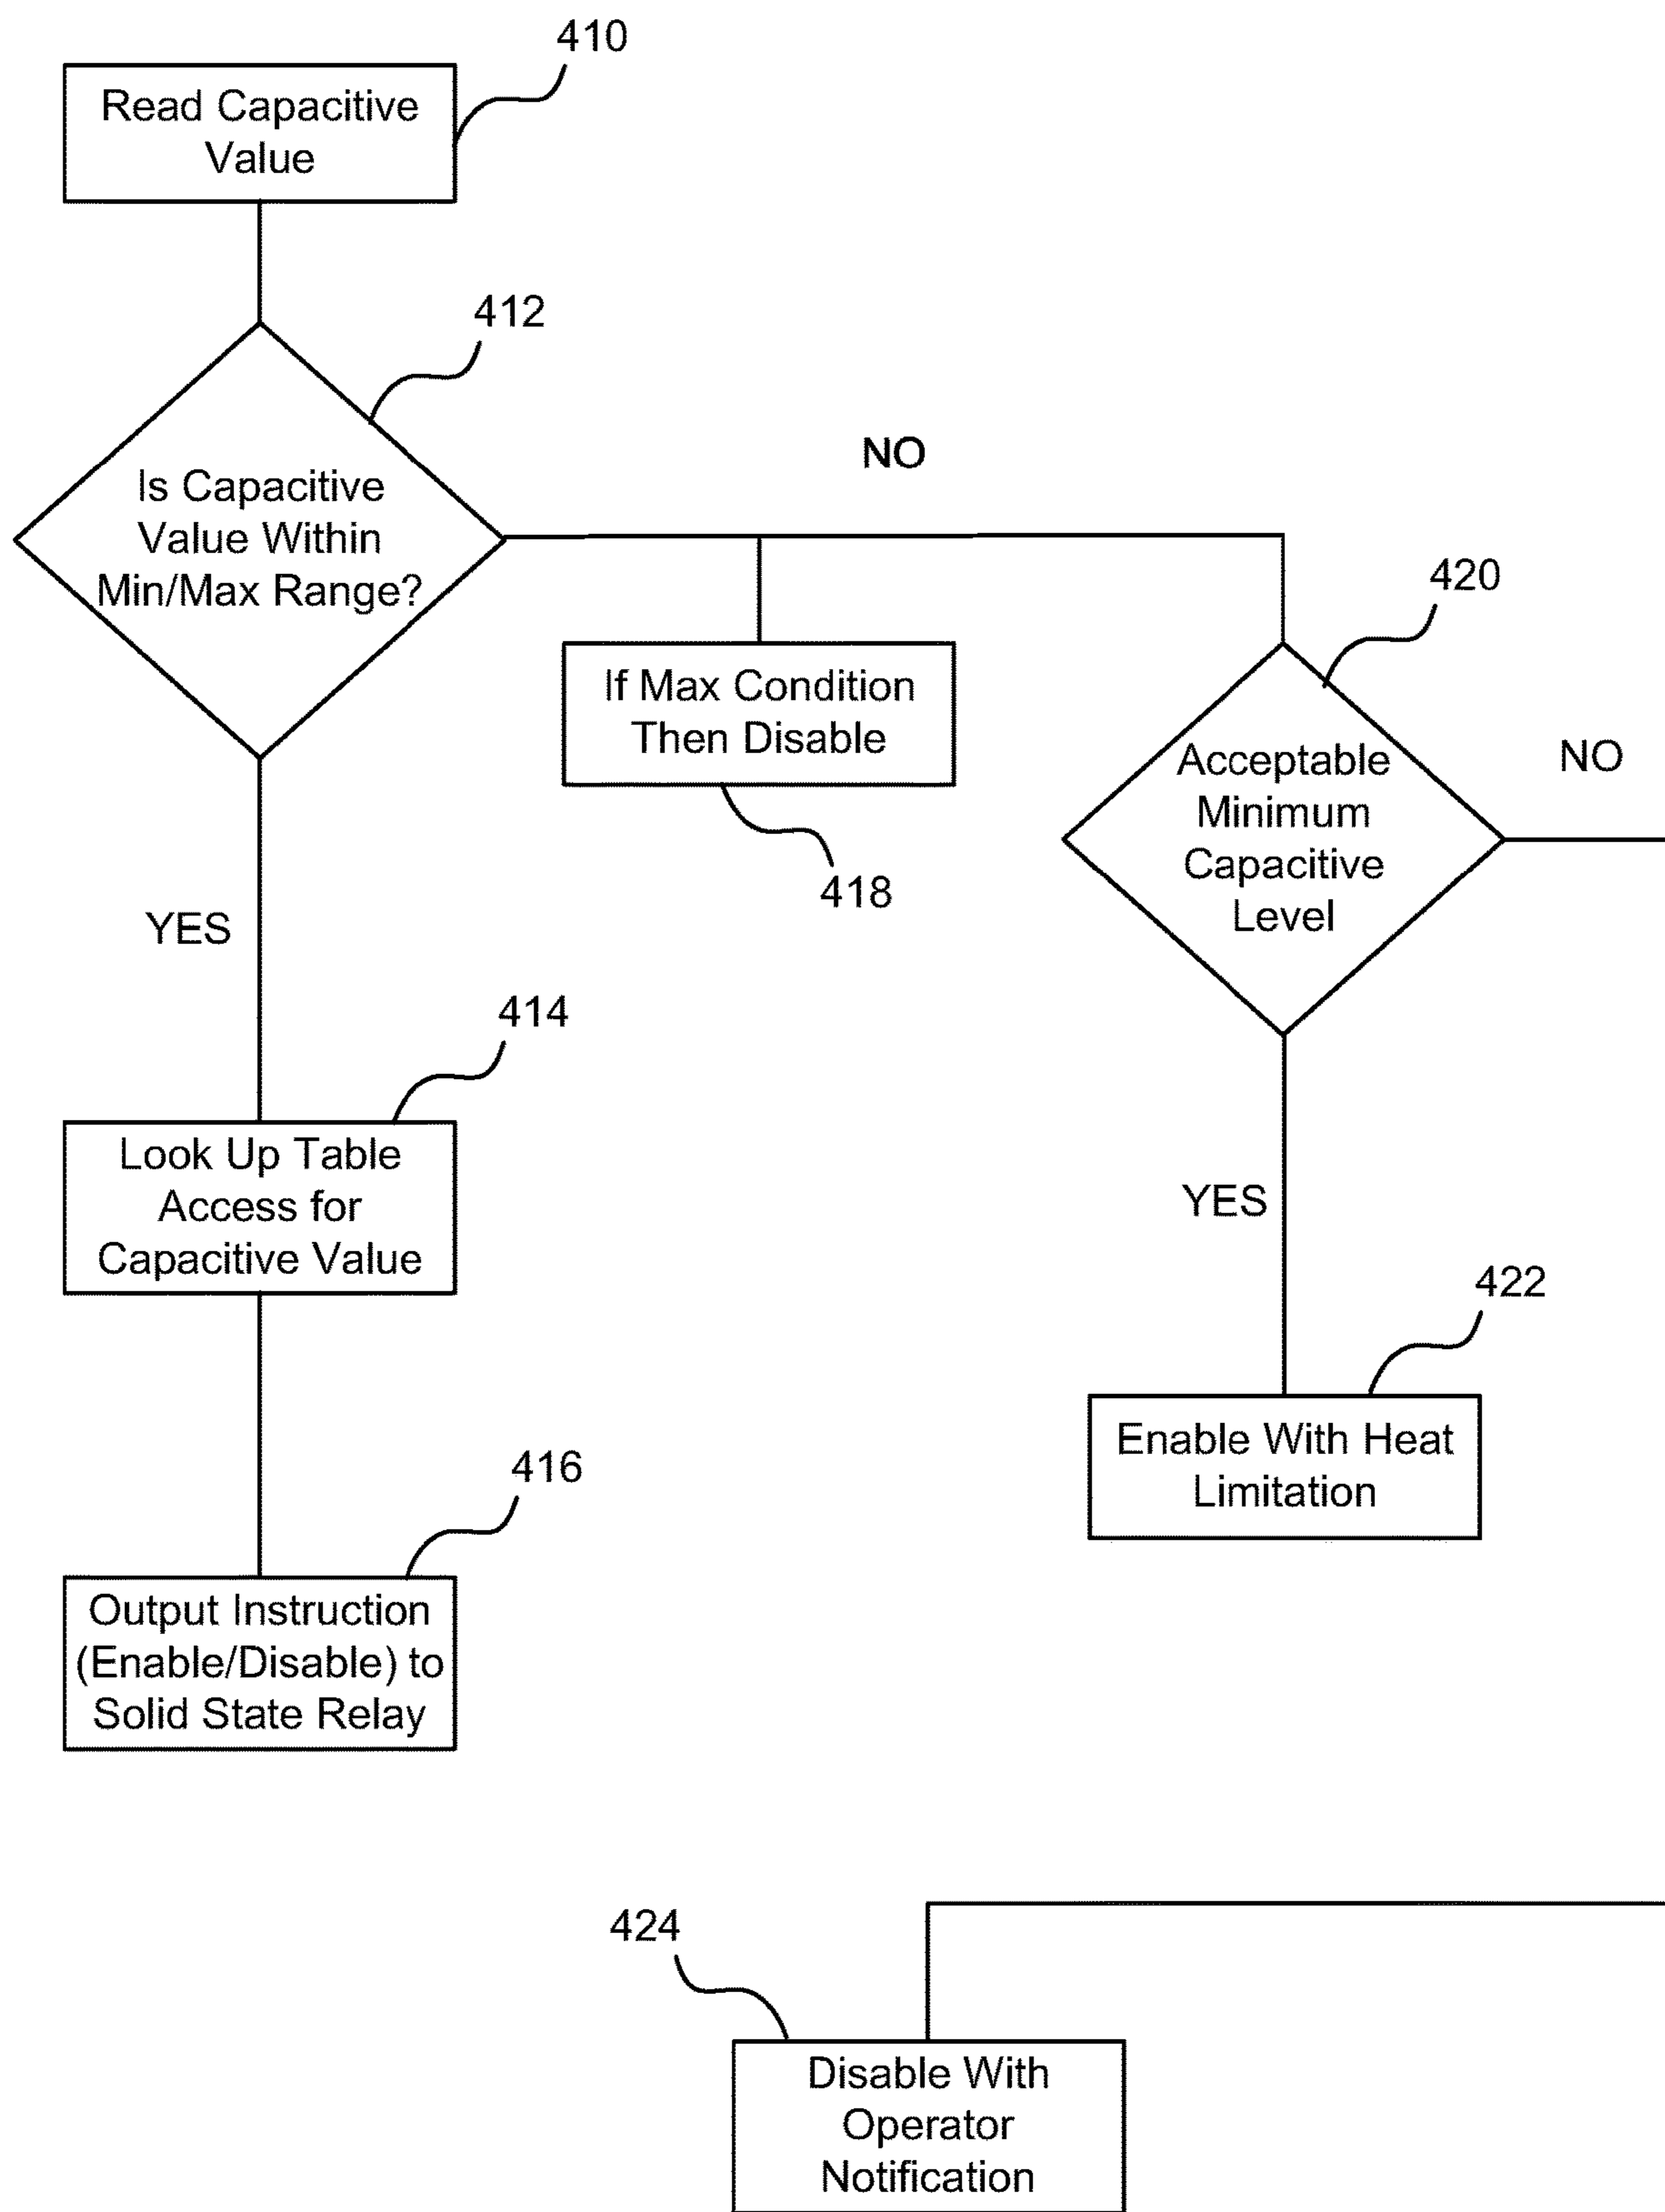 410
Read Capacitive
Value
412
Is Capacitive
Value Within
Min/Max Range?
NO
420
If Max Condition
Then Disable
418
Acceptable
Minimum
Capacitive
Level
NO
YES
414
Look Up Table
Access for
Capacitive Value
YES
422
Enable With Heat
Limitation
416
Output Instruction
(Enable/Disable) to
Solid State Relay
424
Disable With
Operator
Notification